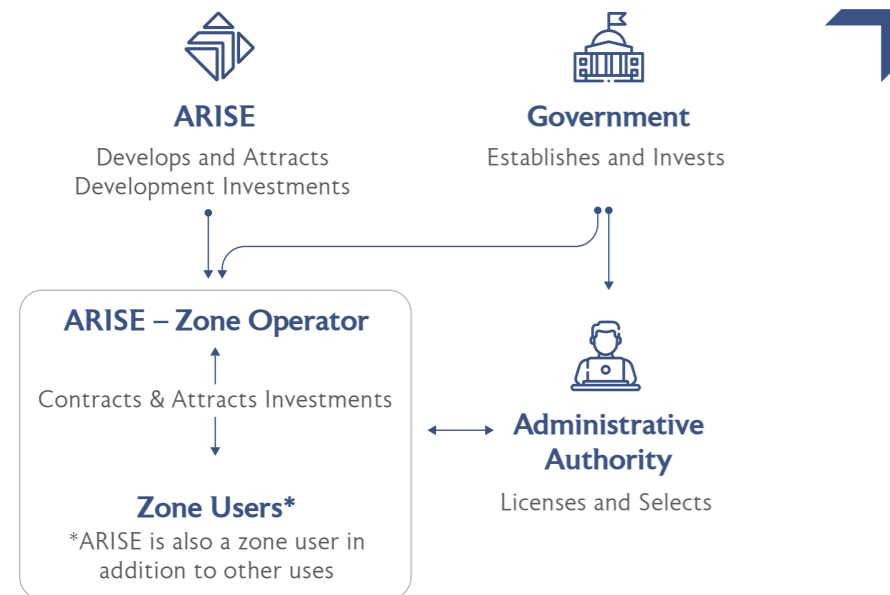 ARISE
Develops and Attracts
Development Investments
Government
Establishes and Invests
ARISE – Zone Operator
Contracts & Attracts Investments
Zone Users*
*ARISE is also a zone user in
addition to other uses
Administrative
Authority
Licenses and Selects